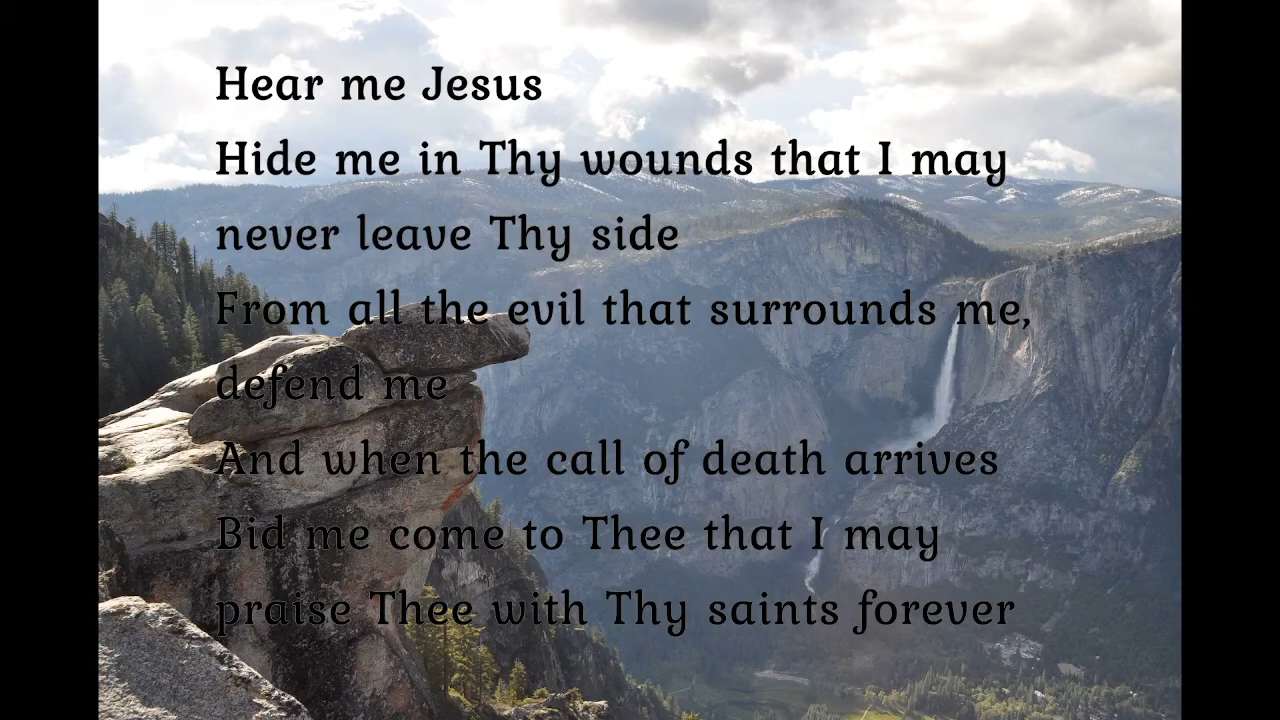 Hear me Jesus
Hide me in Thy wounds that I may
never leave Thy side
From all the evil that surrounds me,
defend me
And when the call of death arrives
Bid me come to Thee that I may
praise Thee with Thy saints forever